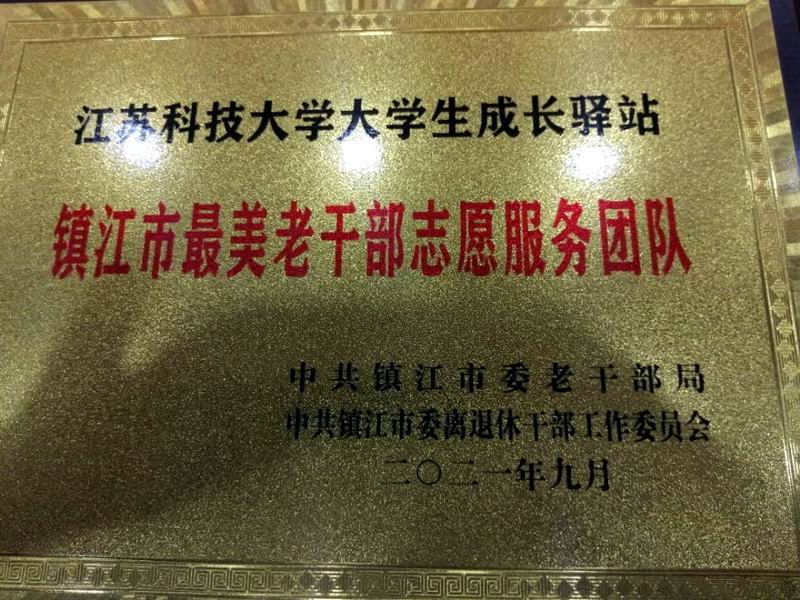 江苏科技大学大学生成长驿站
镇江市最美老干部志愿服务团队
中共镇江市委老干部局
中共镇江市委离退休干部工作委员会
二〇二一年九月